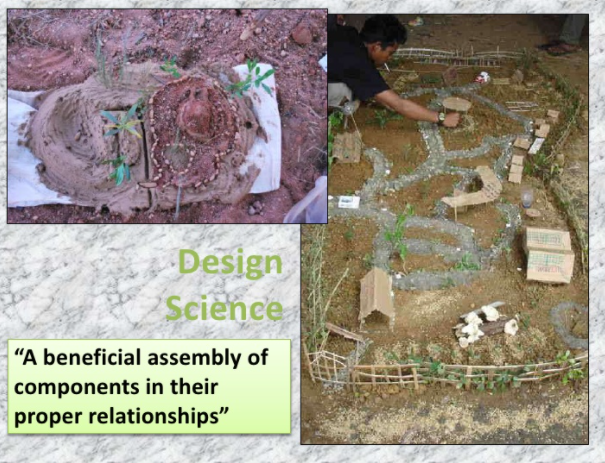 Design
Science
“A beneficial assembly of
components in their
proper relationships”